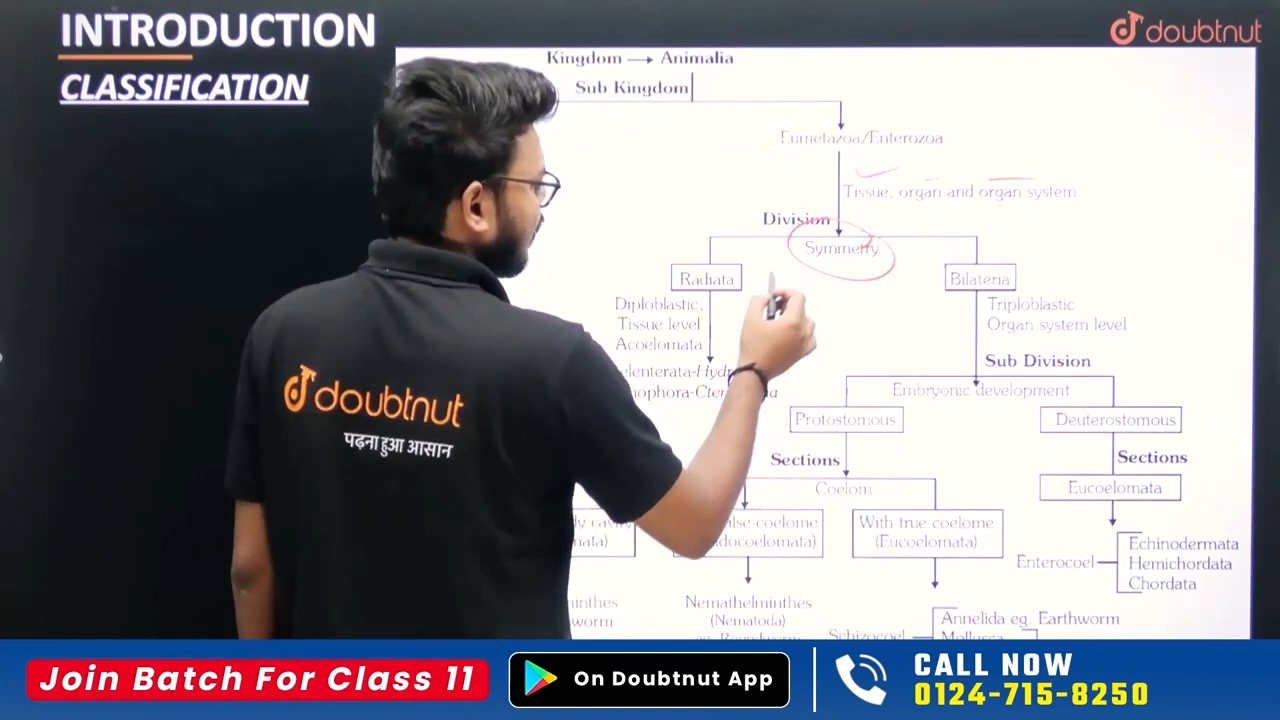 INTRODUCTION
CLASSIFICATION
doubtnut
Kingdom → Animalia
Sub Kingdom
Eumetazoa/Enterozoa
Tissue, organ and organ system
Division
Symmetry
Radiata
Bilateria
Diploblastic,
Tissue level
Acoelomata
Triploblastic
Organ system level
Sub Division
Embryonic development
Protostomous
Deuterostomous
Sections
Sections
Coelom
Eucoelomata
With true coelome
(Eucoelomata)
Enterocoel
Echinodermata
Hemichordata
Chordata
Nemathelminthes
(Nematoda)
Annelida eg. Earthworm
doubtnut
पढ़ना हुआ आसान
Join Batch For Class 11
On Doubtnut App
CALL NOW
0124-715-8250